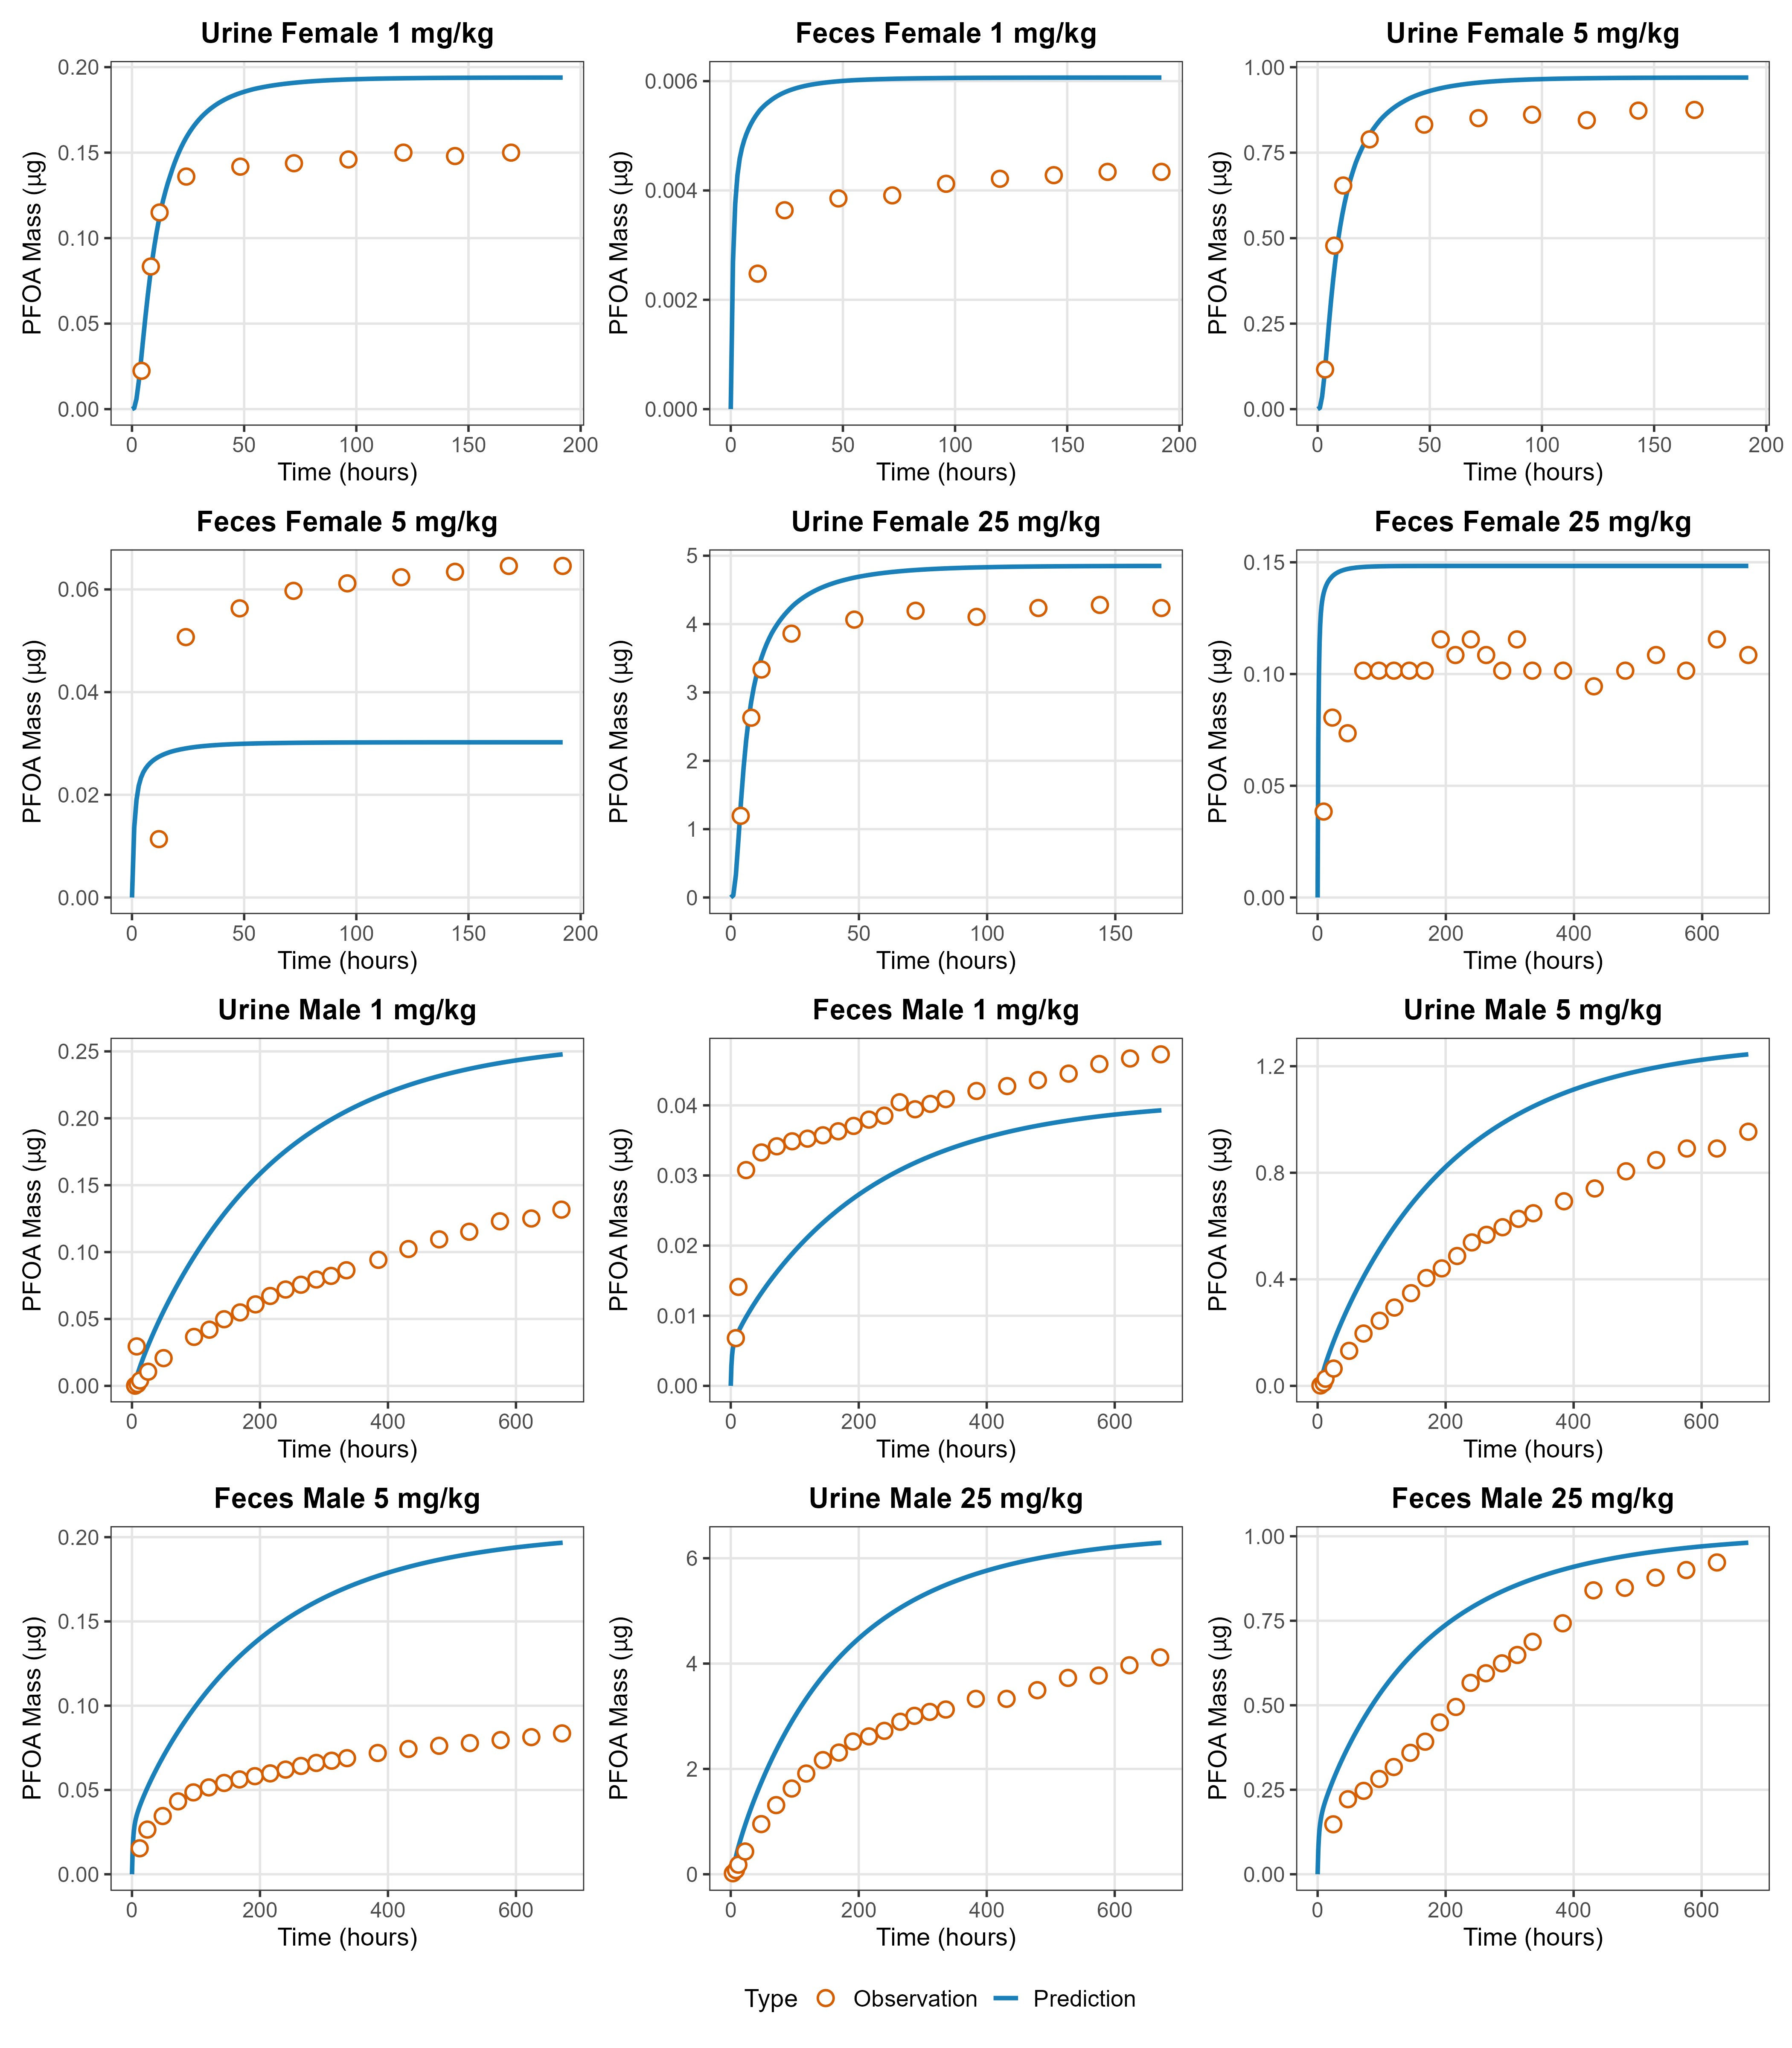 Urine Female 1 mg/kg
PFOA Mass (µg)
0.20
0.15
0.10
0.05
0.00
0 50 100 150 200
Time (hours)
Feces Female 1 mg/kg
PFOA Mass (µg)
0.006
0.004
0.002
0.000
0 50 100 150 200
Time (hours)
Urine Female 5 mg/kg
PFOA Mass (µg)
1.00
0.75
0.50
0.25
0.00
0 50 100 150 200
Time (hours)
Feces Female 5 mg/kg
PFOA Mass (µg)
0.06
0.04
0.02
0.00
0 50 100 150 200
Time (hours)
Urine Female 25 mg/kg
PFOA Mass (µg)
5
4
3
2
1
0
0 50 100 150
Time (hours)
Feces Female 25 mg/kg
PFOA Mass (µg)
0.15
0.10
0.05
0.00
0 200 400 600
Time (hours)
Urine Male 1 mg/kg
PFOA Mass (µg)
0.25
0.20
0.15
0.10
0.05
0.00
0 200 400 600
Time (hours)
Feces Male 1 mg/kg
PFOA Mass (µg)
0.04
0.03
0.02
0.01
0.00
0 200 400 600
Time (hours)
Urine Male 5 mg/kg
PFOA Mass (µg)
1.2
0.8
0.4
0.0
0 200 400 600
Time (hours)
Feces Male 5 mg/kg
PFOA Mass (µg)
0.20
0.15
0.10
0.05
0.00
0 200 400 600
Time (hours)
Urine Male 25 mg/kg
PFOA Mass (µg)
6
4
2
0
0 200 400 600
Time (hours)
Feces Male 25 mg/kg
PFOA Mass (µg)
1.00
0.75
0.50
0.25
0.00
0 200 400 600
Time (hours)
Type Observation Prediction